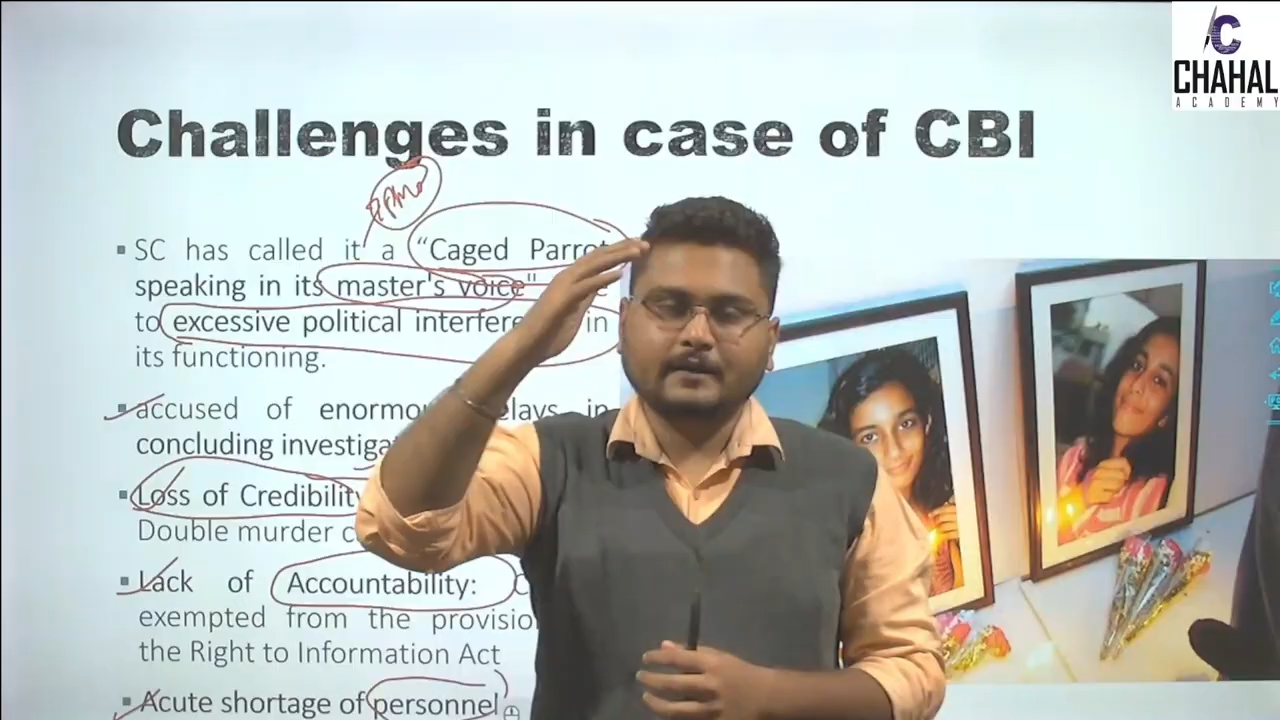 C
CHAHAL
ACADEMY
Challenges in case of CBI
▪ SC has called it a “Caged Parrot
speaking in its master's voice"
to excessive political interfere in
its functioning.
▪ accused of enormo elays in
concluding investiga
▪ Loss of Credibility
Double murder c
▪ Lack of Accountability: C
exempted from the provisio
the Right to Information Act
▪ Acute shortage of personnel